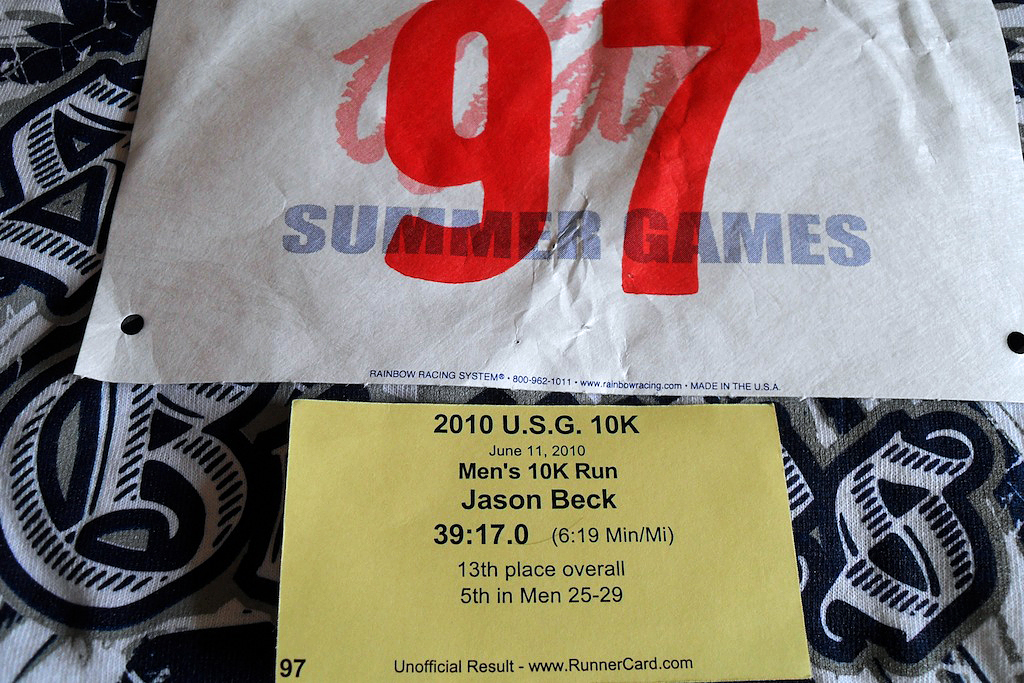 97
SUMMER GAMES
RAINBOW RACING SYSTEM® • 800-962-1011 • www.rainbowracing.com • MADE IN THE U.S.A.
2010 U.S.G. 10K
June 11, 2010
Men's 10K Run
Jason Beck
39:17.0 (6:19 Min/Mi)
13th place overall
5th in Men 25-29
97 Unofficial Result - www.RunnerCard.com